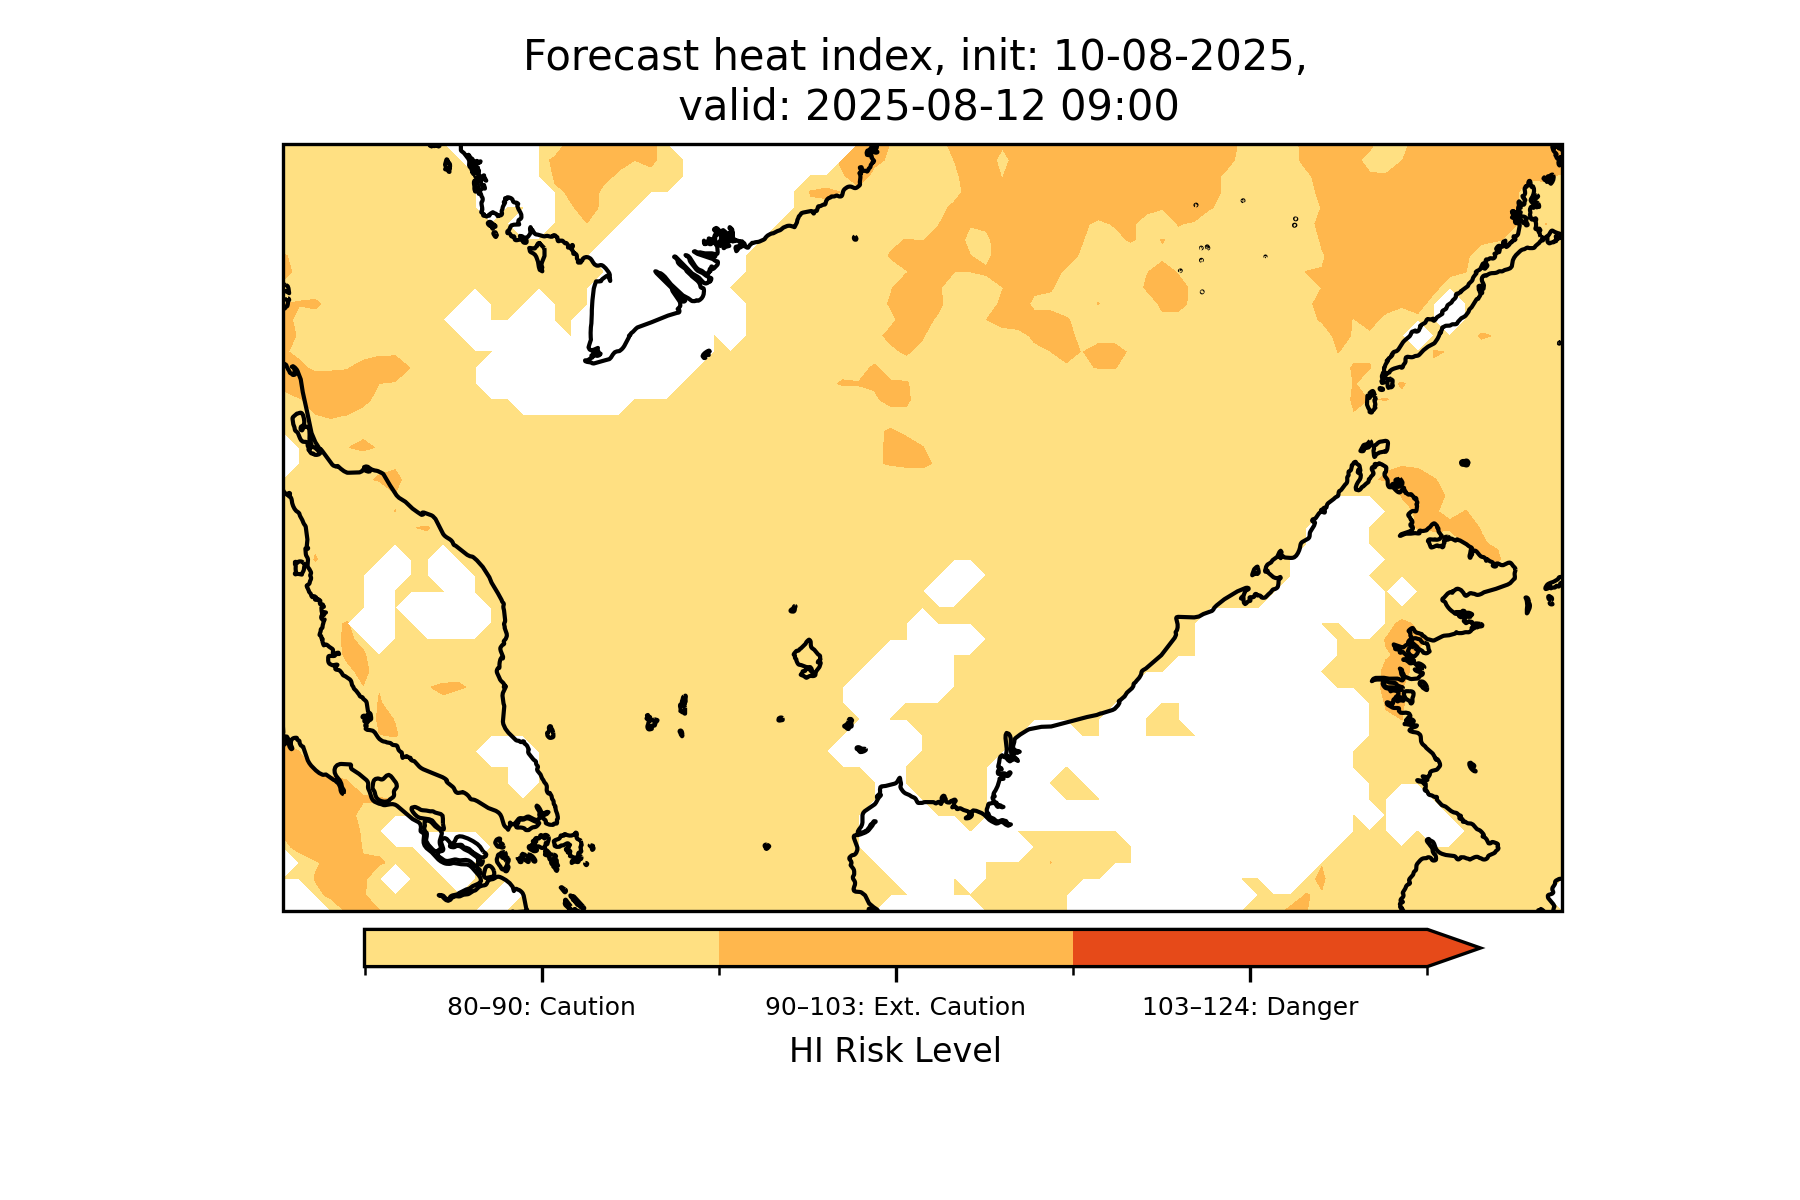 Forecast heat index, init: 10-08-2025,
valid: 2025-08-12 09:00
80–90: Caution
90–103: Ext. Caution
103–124: Danger
HI Risk Level